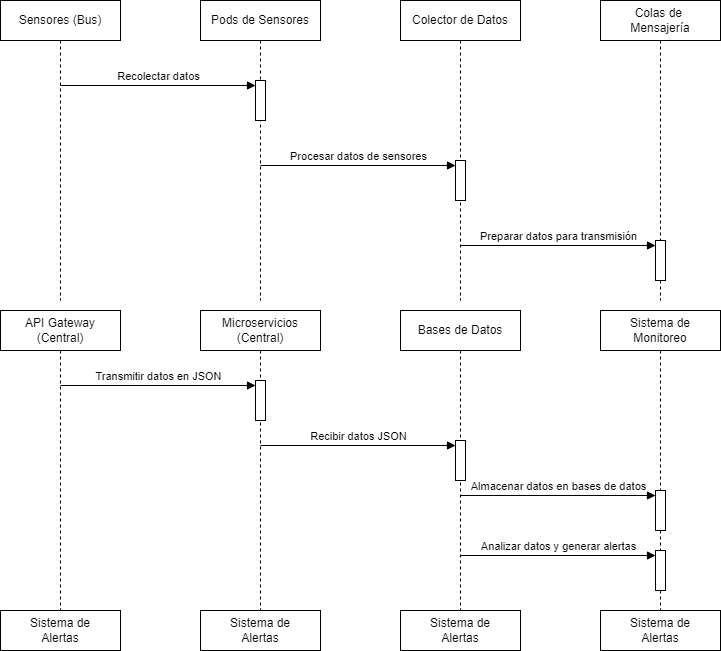 Sensores (Bus)
Pods de Sensores
Colector de Datos
Colas de
Mensajería
Recolectar datos
Procesar datos de sensores
Preparar datos para transmisión
API Gateway
(Central)
Microservicios
(Central)
Bases de Datos
Sistema de
Monitoreo
Transmitir datos en JSON
Recibir datos JSON
Almacenar datos en bases de datos
Analizar datos y generar alertas
Sistema de
Alertas
Sistema de
Alertas
Sistema de
Alertas
Sistema de
Alertas